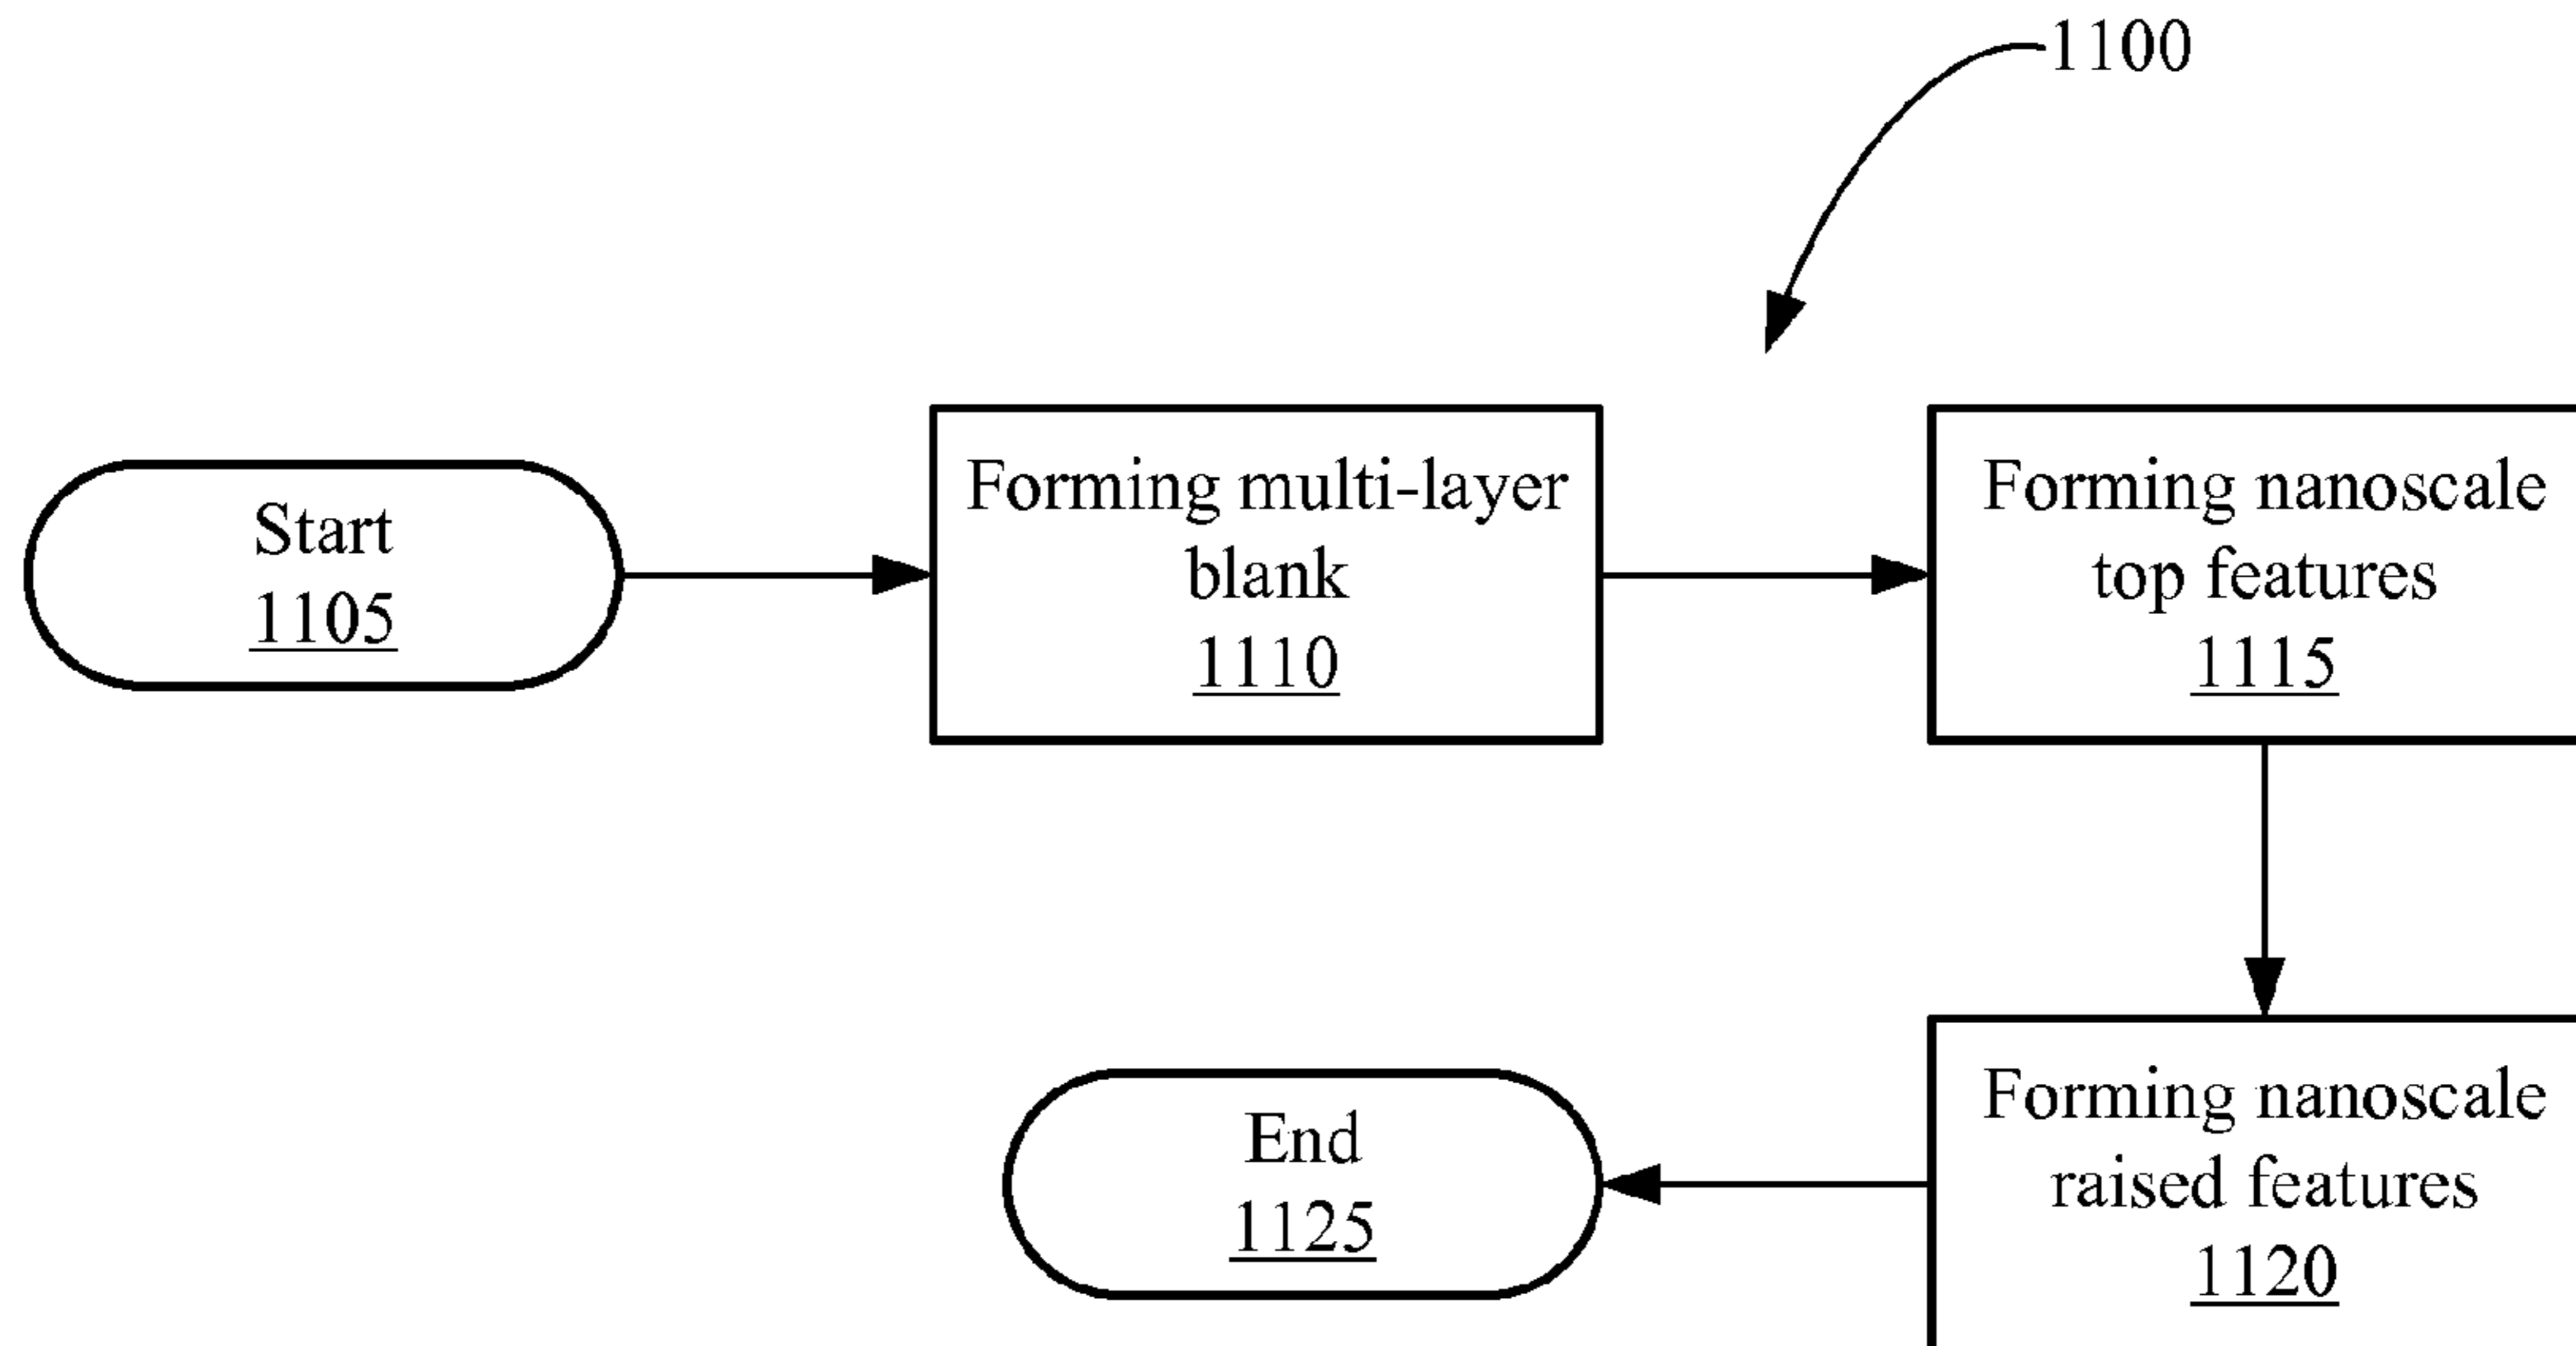 1100
Start
1105
Forming multi-layer
blank
1110
Forming nanoscale
top features
1115
Forming nanoscale
raised features
1120
End
1125